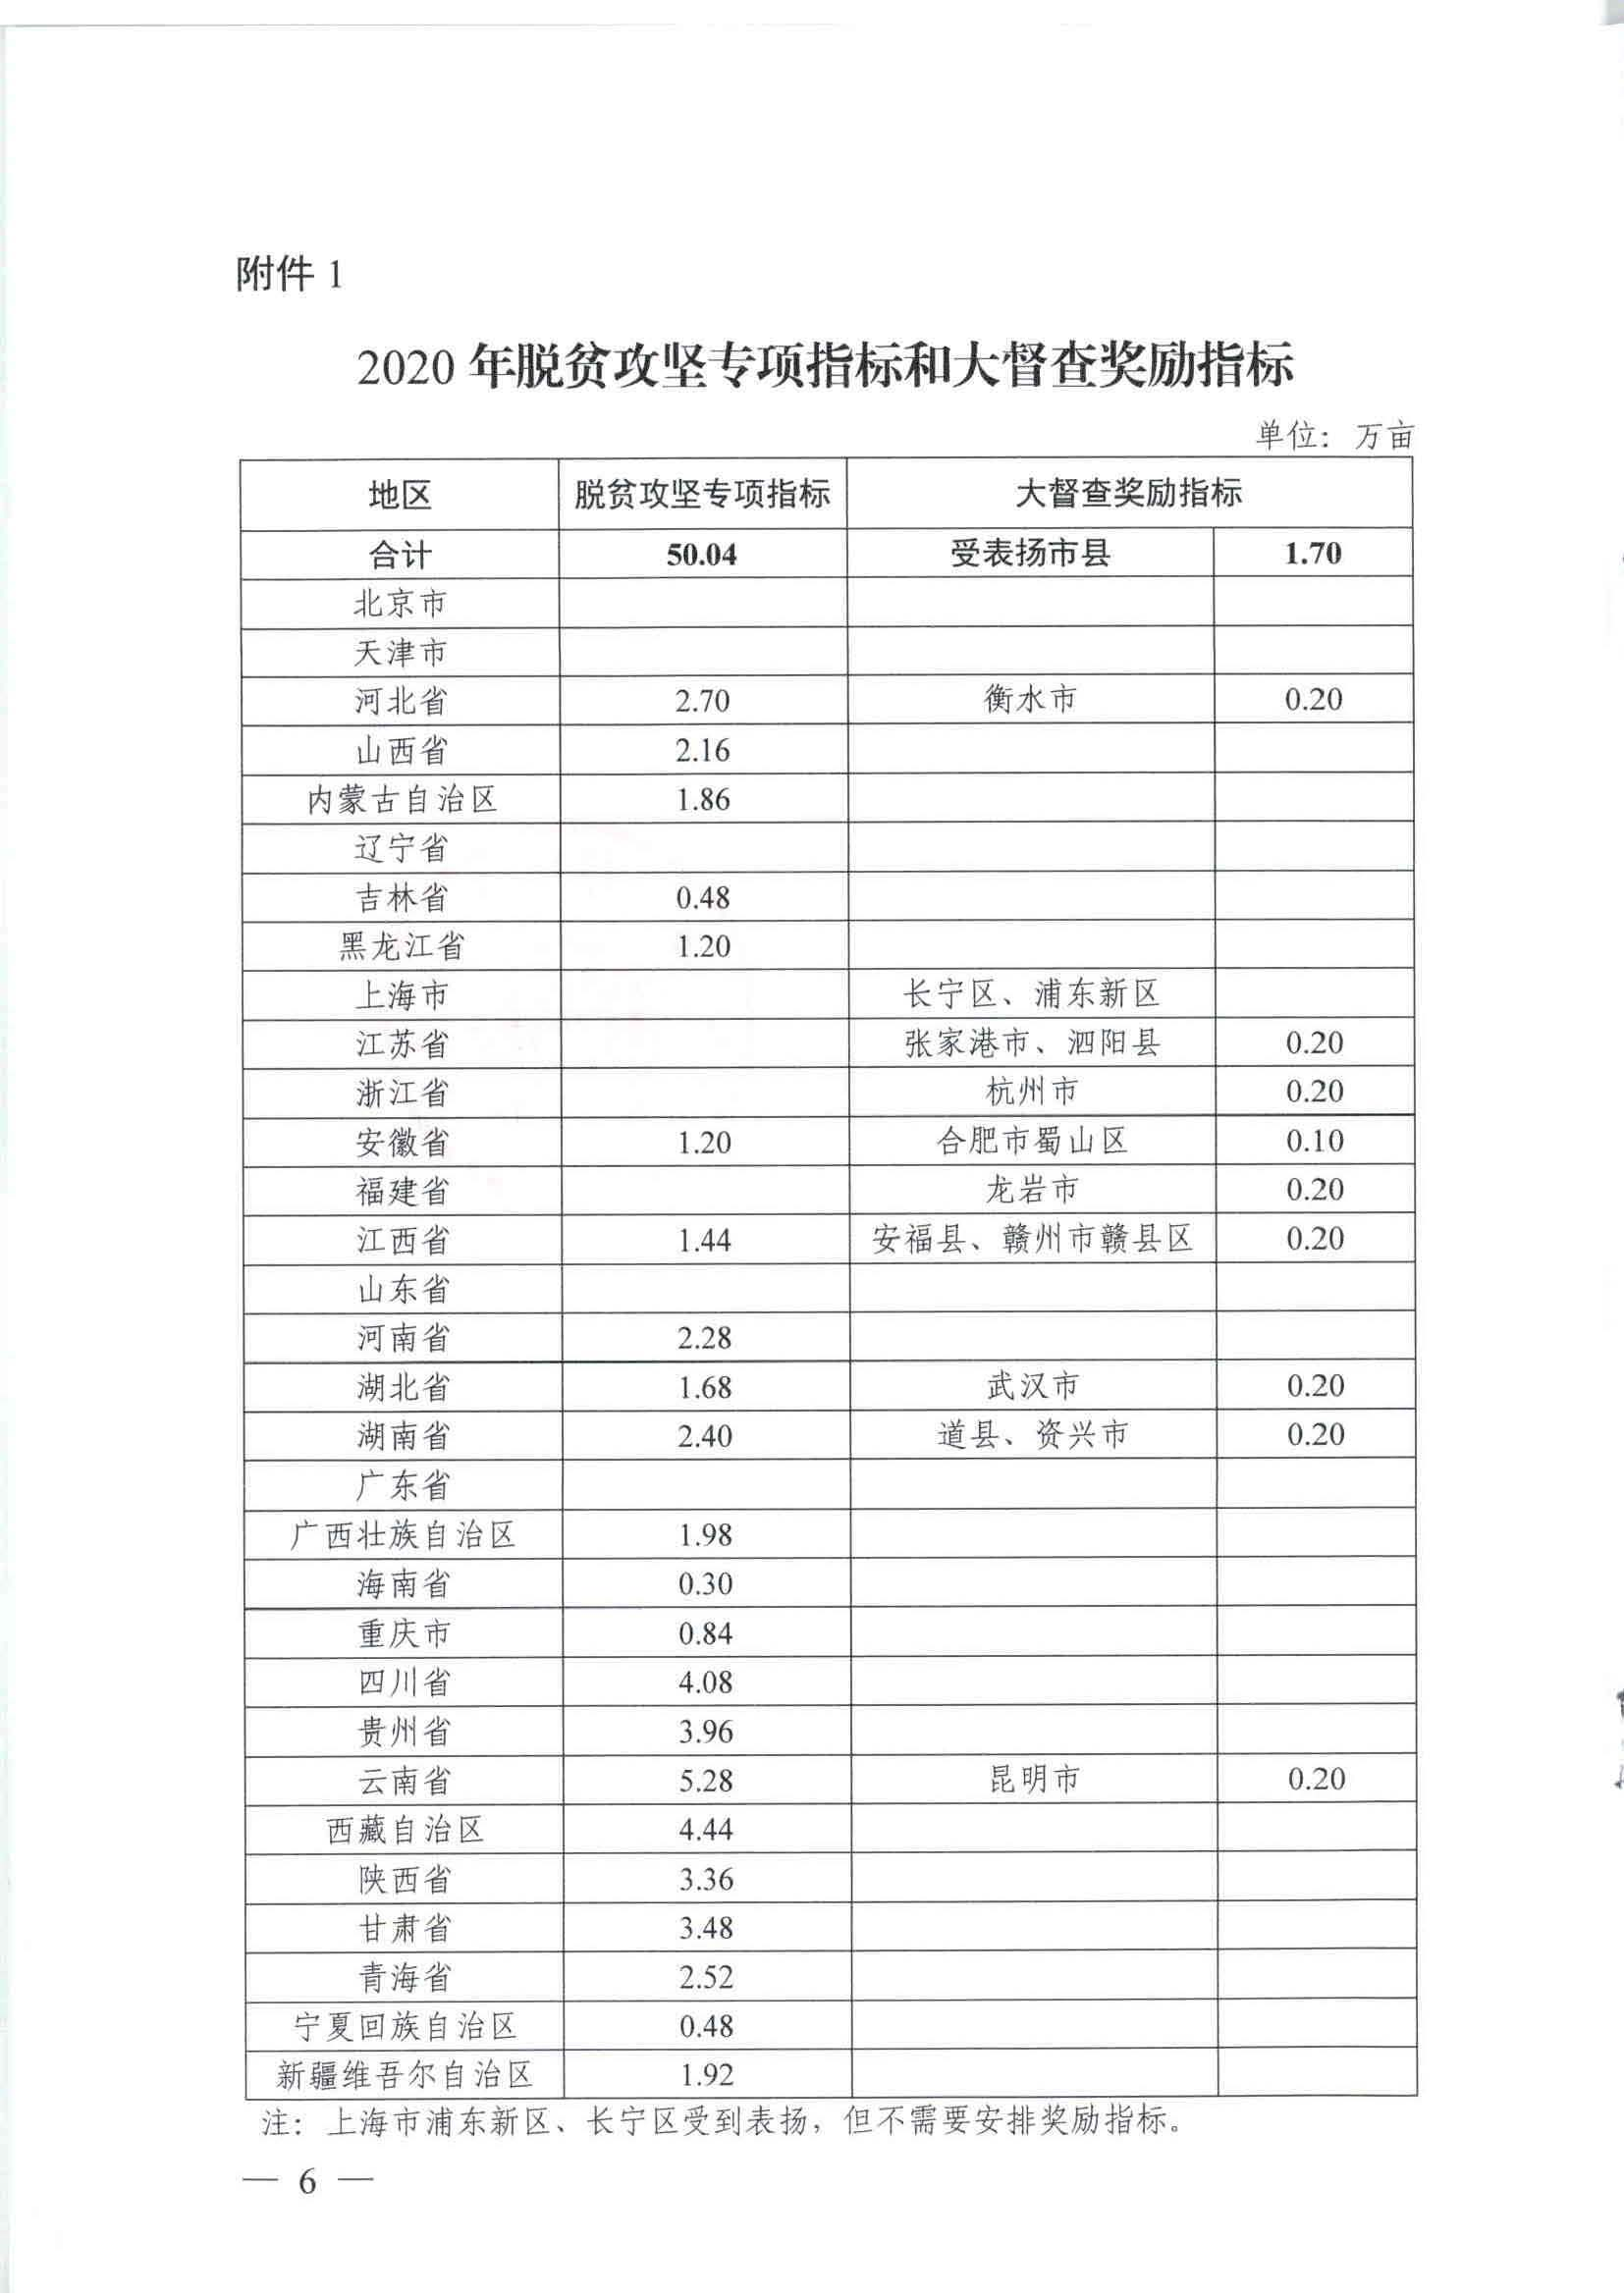 附件 1
2020 年脱贫攻坚专项指标和大督查奖励指标
单位：万亩
地区 脱贫攻坚专项指标 大督查奖励指标
合计 50.04 受表扬市县 1.70
北京市
天津市
河北省 2.70 衡水市 0.20
山西省 2.16
内蒙古自治区 1.86
辽宁省
吉林省 0.48
黑龙江省 1.20
上海市 长宁区、浦东新区
江苏省 张家港市、泗阳县 0.20
浙江省 杭州市 0.20
安徽省 1.20 合肥市蜀山区 0.10
福建省 龙岩市 0.20
江西省 1.44 安福县、赣州市赣县区 0.20
山东省
河南省 2.28
湖北省 1.68 武汉市 0.20
湖南省 2.40 道县、资兴市 0.20
广东省
广西壮族自治区 1.98
海南省 0.30
重庆市 0.84
四川省 4.08
贵州省 3.96
云南省 5.28 昆明市 0.20
西藏自治区 4.44
陕西省 3.36
甘肃省 3.48
青海省 2.52
宁夏回族自治区 0.48
新疆维吾尔自治区 1.92
注：上海市浦东新区、长宁区受到表扬，但不需要安排奖励指标。
— 6 —